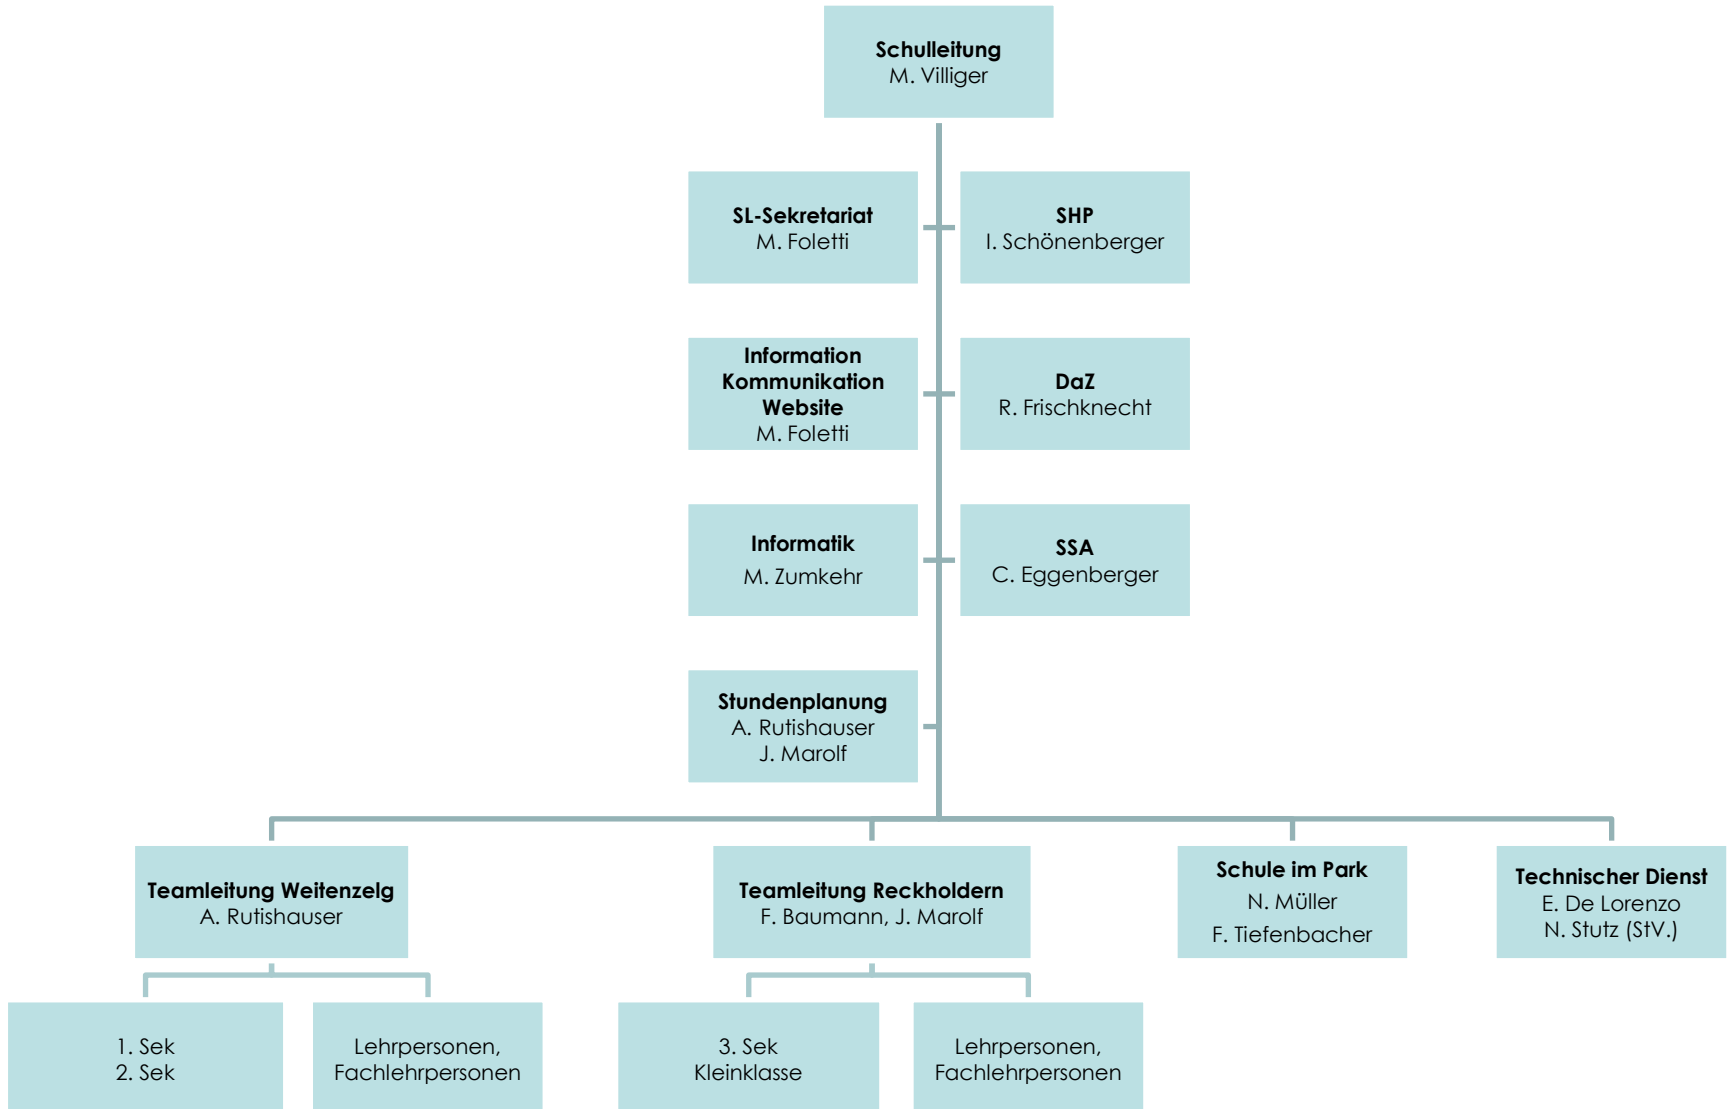 Schulleitung
M. Villiger
SL-Sekretariat
M. Foletti
SHP
I. Schönenberger
Information
Kommunikation
Website
M. Foletti
DaZ
R. Frischknecht
Informatik
M. Zumkehr
SSA
C. Eggenberger
Stundenplanung
A. Rutishauser
J. Marolf
Teamleitung Weitenzelg
A. Rutishauser
Teamleitung Reckholdern
F. Baumann, J. Marolf
Schule im Park
N. Müller
F. Tiefenbacher
Technischer Dienst
E. De Lorenzo
N. Stutz (StV.)
1. Sek
2. Sek
Lehrpersonen,
Fachlehrpersonen
3. Sek
Kleinklasse
Lehrpersonen,
Fachlehrpersonen